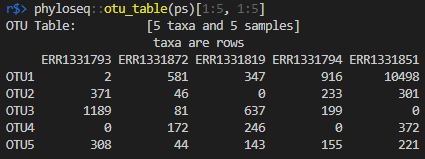 r$> phyloseq::otu_table(ps)[1:5, 1:5]
OTU Table:          [5 taxa and 5 samples]
                     taxa are rows
     ERR1331793 ERR1331872 ERR1331819 ERR1331794 ERR1331851
OTU1          2        581        347        916      10498
OTU2        371         46          0        233        301
OTU3       1189         81        637        199          0
OTU4          0        172        246          0        372
OTU5        308         44        143        155        221